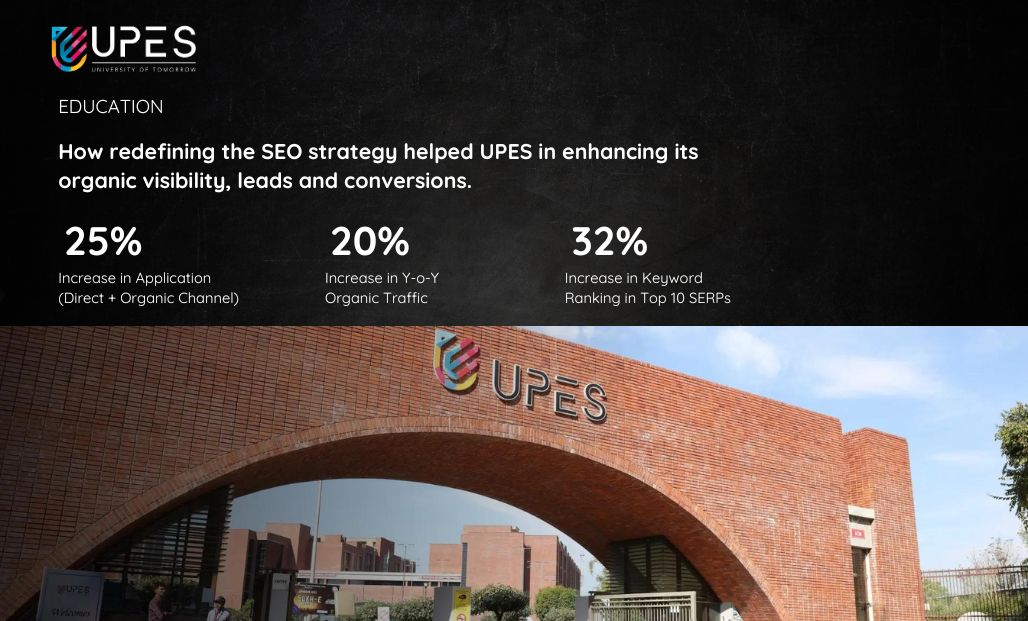 UPES
UNIVERSITY OF TOMORROW
EDUCATION
How redefining the SEO strategy helped UPES in enhancing its
organic visibility, leads and conversions.
25%
Increase in Application
(Direct + Organic Channel)
20%
Increase in Y-o-Y
Organic Traffic
32%
Increase in Keyword
Ranking in Top 10 SERPs
UPES
UPES
Welcomes